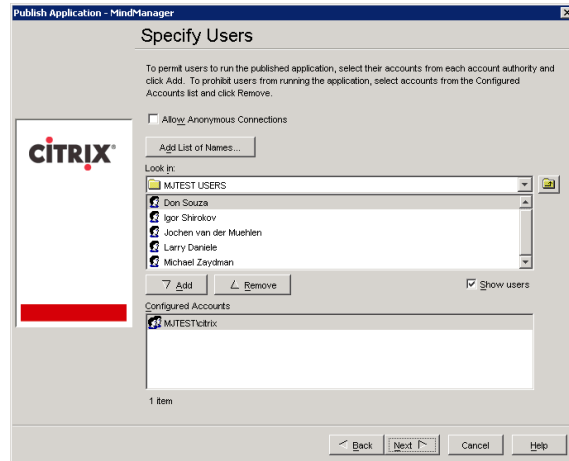 Publish Application - MindManager
Specify Users
To permit users to run the published application, select their accounts from each account authority and
click Add. To prohibit users from running the application, select accounts from the Configured
Accounts list and click Remove.
Allow Anonymous Connections
CITRIX
Add List of Names...
Look in:
MJTEST USERS
Don Souza
Igor Shirokov
Jochen van der Muehlen
Larry Daniele
Michael Zaydman
Add
Remove
Show users
Configured Accounts
MJTEST\citrix
1 item
Back
Next
Cancel
Help